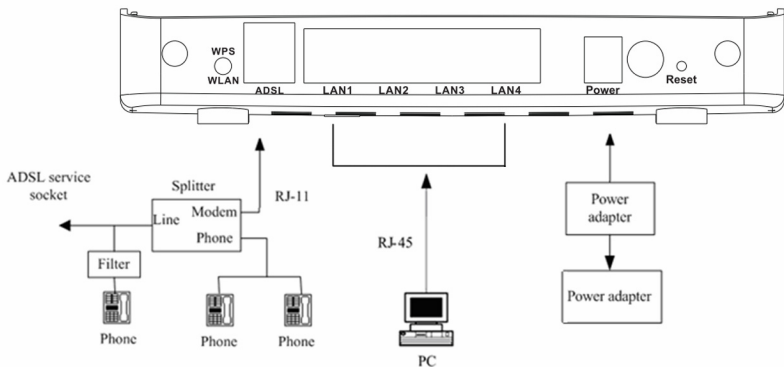 WPS
WLAN
ADSL
LAN1
LAN2
LAN3
LAN4
Power
Reset
ADSL service
socket
Splitter
Line
Modem
Phone
RJ-11
Filter
Phone
Phone
Phone
RJ-45
PC
Power
adapter
Power adapter